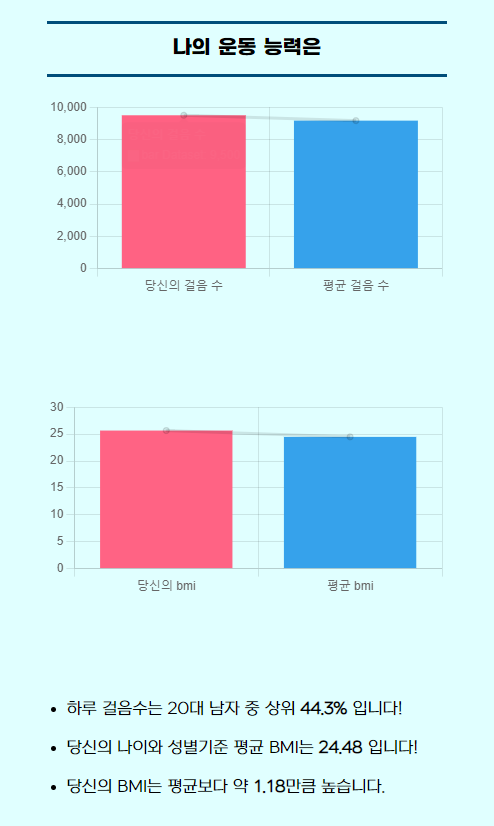 나의 운동 능력은
10,000
8,000
6,000
4,000
2,000
0
당신의 걸음 수 평균 걸음 수
30
25
20
15
10
5
0
당신의 bmi 평균 bmi
하루 걸음수는 20대 남자 중 상위 44.3% 입니다!
당신의 나이와 성별기준 평균 BMI는 24.48 입니다!
당신의 BMI는 평균보다 약 1.18만큼 높습니다.